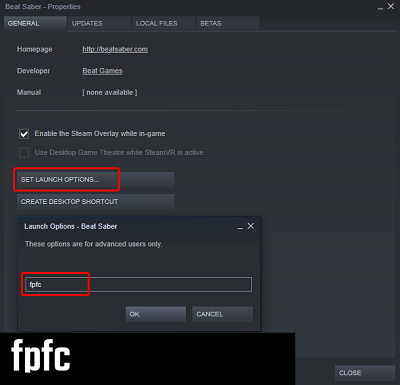 Beat Saber - Properties
GENERAL UPDATES LOCAL FILES BETAS
Homepage http://beatsaber.com
Developer Beat Games
Manual [ none available ]
Enable the Steam Overlay while in-game
Use Desktop Game Theatre while SteamVR is active
SET LAUNCH OPTIONS...
CREATE DESKTOP SHORTCUT
Launch Options - Beat Saber
These options are for advanced users only.
fpfc
OK CANCEL
fpfc
CLOSE